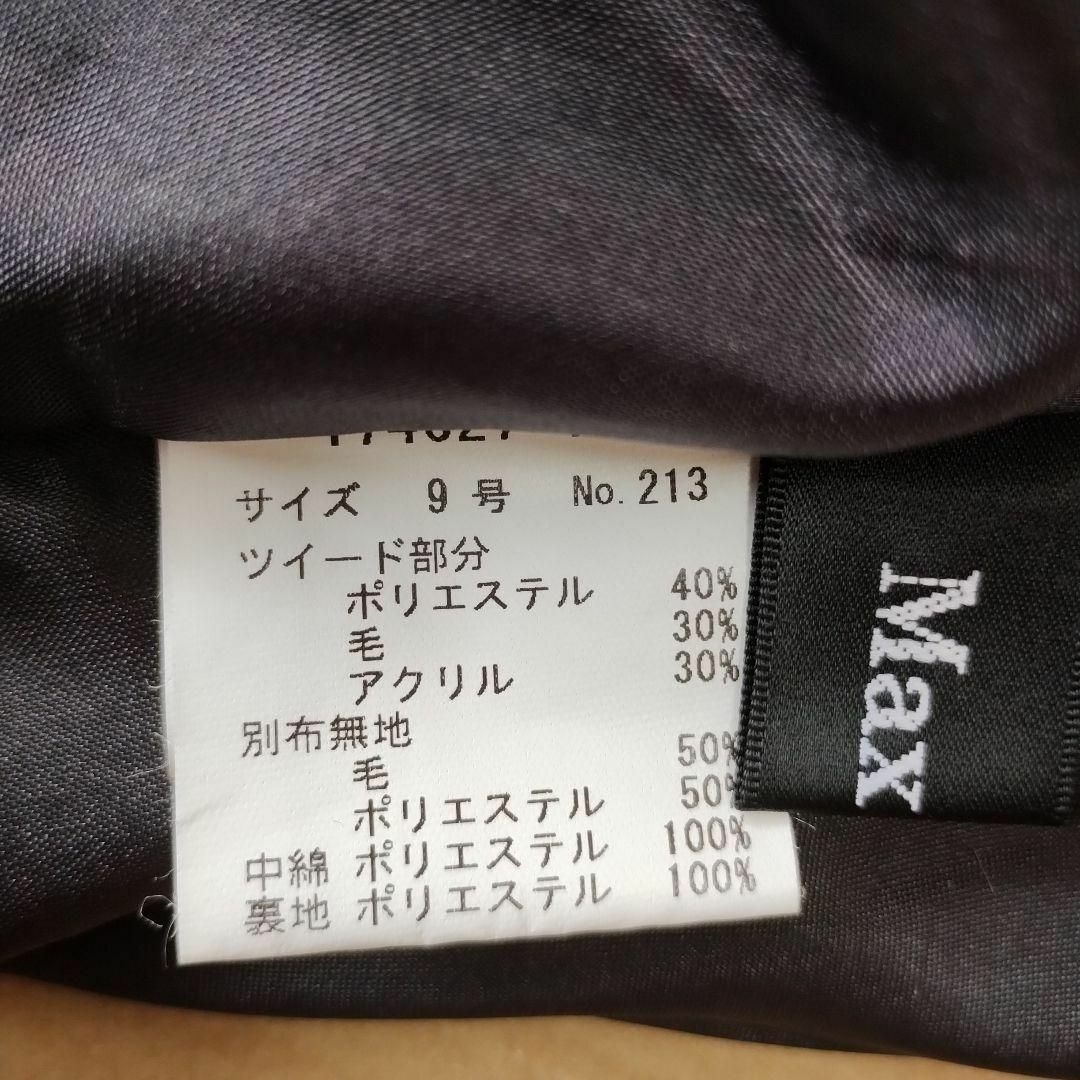 サイズ 9号 No.213
ツイード部分
ポリエステル 40%
毛 30%
アクリル 30%
別布無地
毛 50%
ポリエステル 50%
中綿 ポリエステル 100%
裏地 ポリエステル 100%
Max